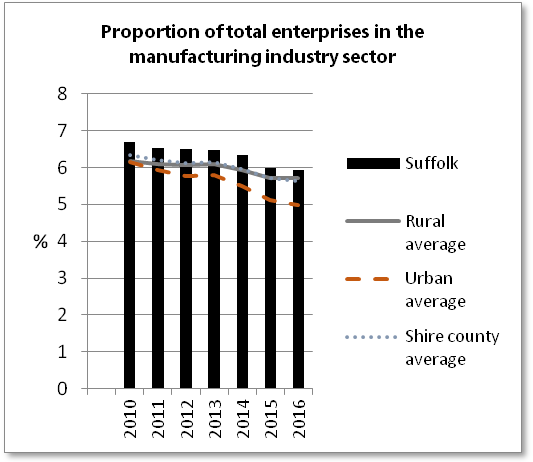 Proportion of total enterprises in the
manufacturing industry sector
8
7
6
5
% 4
3
2
1
0
2010
2011
2012
2013
2014
2015
2016
Suffolk
Rural
average
Urban
average
Shire county
average